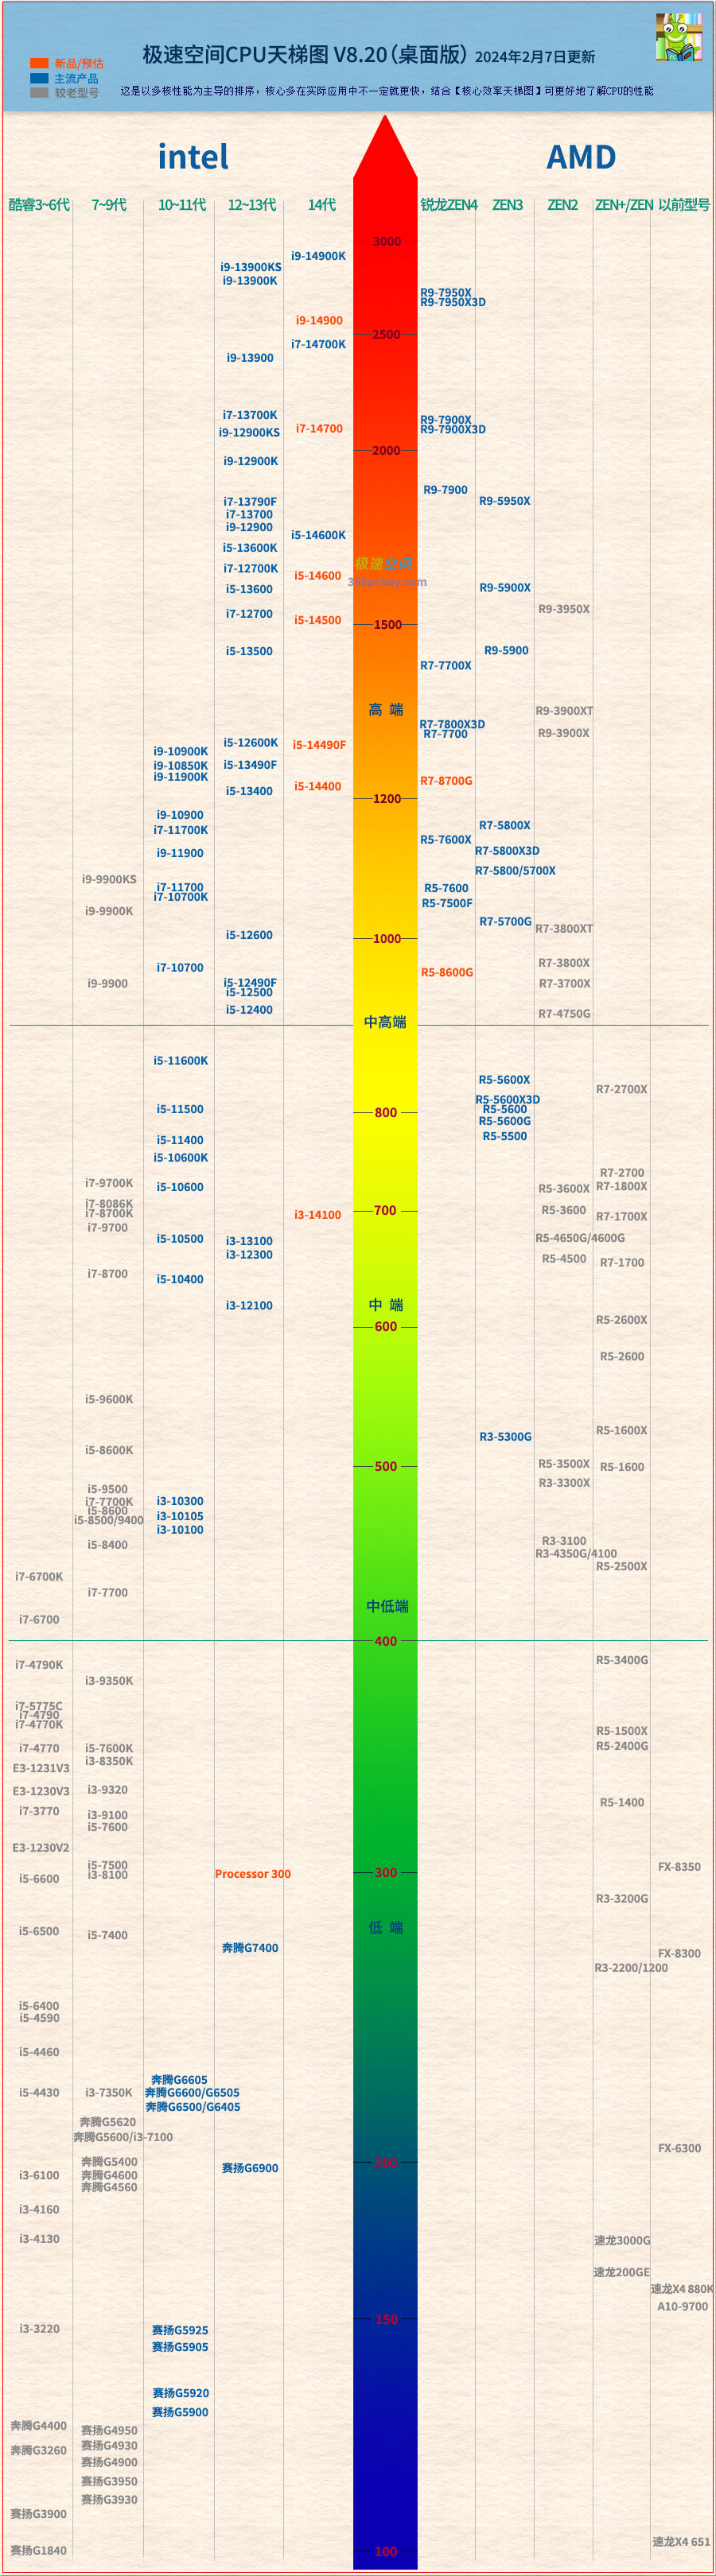 极速空间CPU天梯图 V8.20（桌面版） 2024年2月7日更新
新品/预估
主流产品
较老型号
这是以多核性能为主导的排序，核心多在实际应用中不一定就更快，结合【核心效率天梯图】可更好地了解CPU的性能
intel AMD
酷睿3~6代 7~9代 10~11代 12~13代 14代 锐龙ZEN4 ZEN3 ZEN2 ZEN+/ZEN 以前型号
3000
i9-14900K
i9-13900KS
i9-13900K
R9-7950X
R9-7950X3D
i9-14900
2500
i7-14700K
i9-13900
i7-13700K
R9-7900X
i7-14700
R9-7900X3D
i9-12900KS
2000
i9-12900K
R9-7900
i7-13790F
R9-5950X
i7-13700
i9-12900
i5-14600K
i5-13600K
极速空间
i7-12700K
i5-14600
i5-13600
R9-5900X
R9-3950X
i7-12700
i5-14500
1500
i5-13500
R9-5900
R7-7700X
高 端
R9-3900XT
R7-7800X3D
R7-7700
R9-3900X
i5-12600K
i5-14490F
i9-10900K
i9-10850K
i5-13490F
i9-11900K
R7-8700G
i5-14400
i5-13400
1200
i9-10900
R7-5800X
i7-11700K
R5-7600X
i9-11900
R7-5800X3D
R7-5800/5700X
i9-9900KS
i7-11700
R5-7600
i7-10700K
R5-7500F
i9-9900K
R7-5700G
R7-3800XT
i5-12600
1000
R7-3800X
i7-10700
R5-8600G
i9-9900
i5-12490F
R7-3700X
i5-12500
i5-12400
R7-4750G
中高端
i5-11600K
R5-5600X
R7-2700X
R5-5600X3D
i5-11500
R5-5600
800
R5-5600G
R5-5500
i5-11400
i5-10600K
R7-2700
i7-9700K
i5-10600
R5-3600X
R7-1800X
i7-8086K
i7-8700K
700
R5-3600
i3-14100
R7-1700X
i7-9700
i5-10500
i3-13100
R5-4650G/4600G
i3-12300
R5-4500
R7-1700
i7-8700
i5-10400
i3-12100
中 端
R5-2600X
600
R5-2600
i5-9600K
R5-1600X
R3-5300G
i5-8600K
R5-3500X
R5-1600
500
R3-3300X
i5-9500
i7-7700K
i3-10300
i5-8600
i3-10105
i5-8500/9400
i3-10100
R3-3100
i5-8400
R3-4350G/4100
R5-2500X
i7-6700K
i7-7700
中低端
i7-6700
400
R5-3400G
i7-4790K
i3-9350K
i7-5775C
i7-4790
i7-4770K
R5-1500X
R5-2400G
i7-4770
i5-7600K
i3-8350K
E3-1231V3
E3-1230V3
i3-9320
R5-1400
i7-3770
i3-9100
i5-7600
E3-1230V2
i5-7500
FX-8350
i3-8100
Processor 300
300
i5-6600
R3-3200G
低 端
i5-6500
i5-7400
奔腾G7400
FX-8300
R3-2200/1200
i5-6400
i5-4590
i5-4460
奔腾G6605
i5-4430
i3-7350K
奔腾G6600/G6505
奔腾G6500/G6405
奔腾G5620
奔腾G5600/i3-7100
FX-6300
奔腾G5400
200
赛扬G6900
i3-6100
奔腾G4600
奔腾G4560
i3-4160
i3-4130
速龙3000G
速龙200GE
速龙X4 880K
A10-9700
150
i3-3220
赛扬G5925
赛扬G5905
赛扬G5920
赛扬G5900
奔腾G4400
赛扬G4950
赛扬G4930
奔腾G3260
赛扬G4900
赛扬G3950
赛扬G3930
赛扬G3900
速龙X4 651
赛扬G1840
100